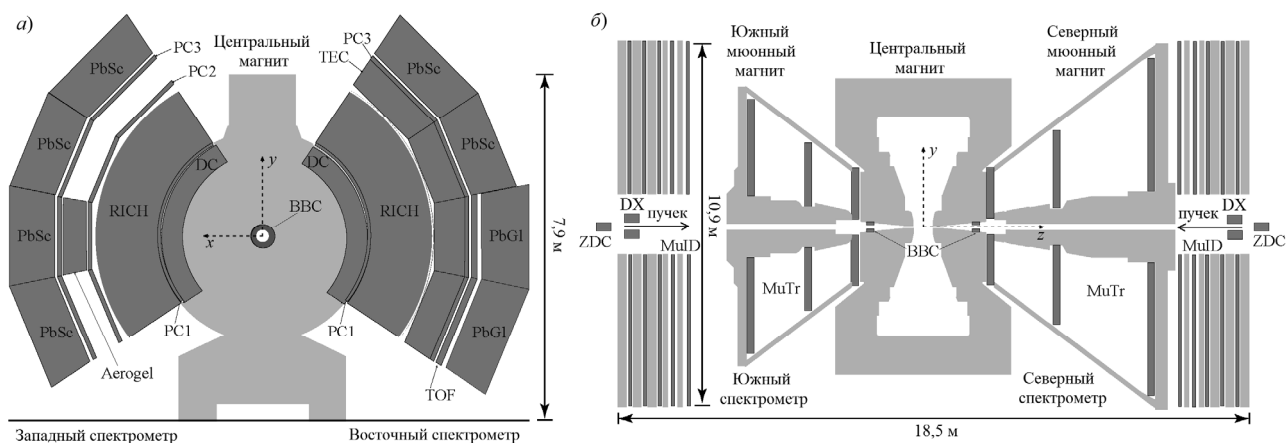 а)
PC3
PbSc
PC2
Центральный
магнит
PC3
TEC
PbSc
PbSc
PbSc
DC
DC
y
RICH
RICH
BBC
x
PbSc
PbGl
PbSc
PbGl
PC1
PC1
Aerogel
TOF
7,9 м
Западный спектрометр
Восточный спектрометр
б)
Южный
мюонный
магнит
Центральный
магнит
Северный
мюонный
магнит
y
DX
пучек
ZDC
MuID
10,9 м
BBC
z
DX
пучек
ZDC
MuID
MuTr
MuTr
Южный
спектрометр
Северный
спектрометр
18,5 м